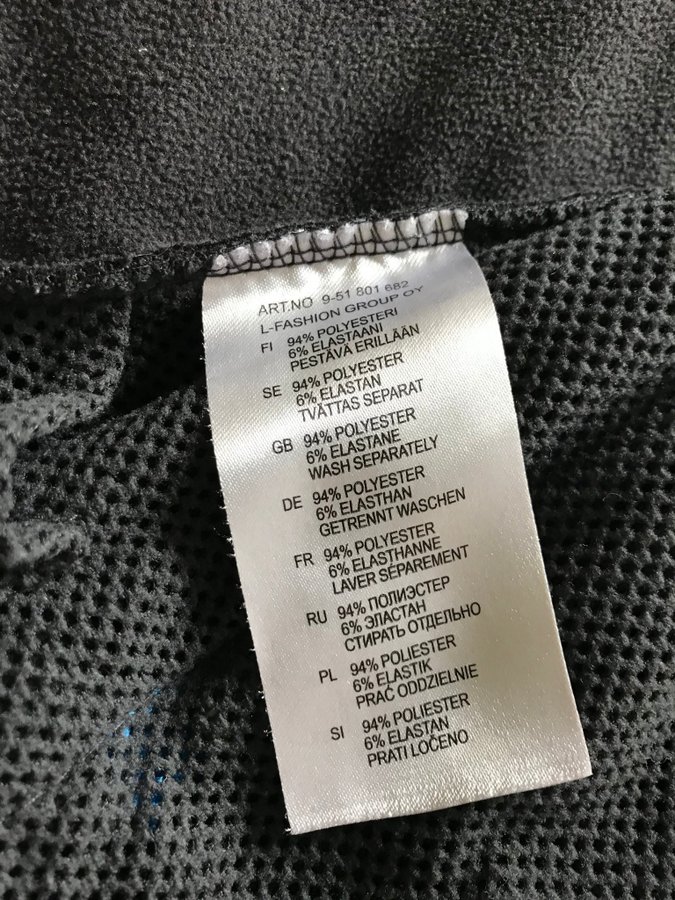 ART.NO 9-51 801 682
L-FASHION GROUP OY
FI 94% POLYESTERI
6% ELASTAANI
PESTÄVÄ ERILLÄÄN
SE 94% POLYESTER
6% ELASTAN
TVÄTTAS SEPARAT
GB 94% POLYESTER
6% ELASTANE
WASH SEPARATELY
DE 94% POLYESTER
6% ELASTHAN
GETRENNT WASCHEN
FR 94% POLYESTER
6% ELASTHANNE
LAVER SÉPAREMENT
RU 94% ПОЛИЭСТЕР
6% ЭЛАСТАН
СТИРАТЬ ОТДЕЛЬНО
PL 94% POLIESTER
6% ELASTIK
PRAĆ ODDZIELNIE
SI 94% POLIESTER
6% ELASTAN
PRATI LOČENO